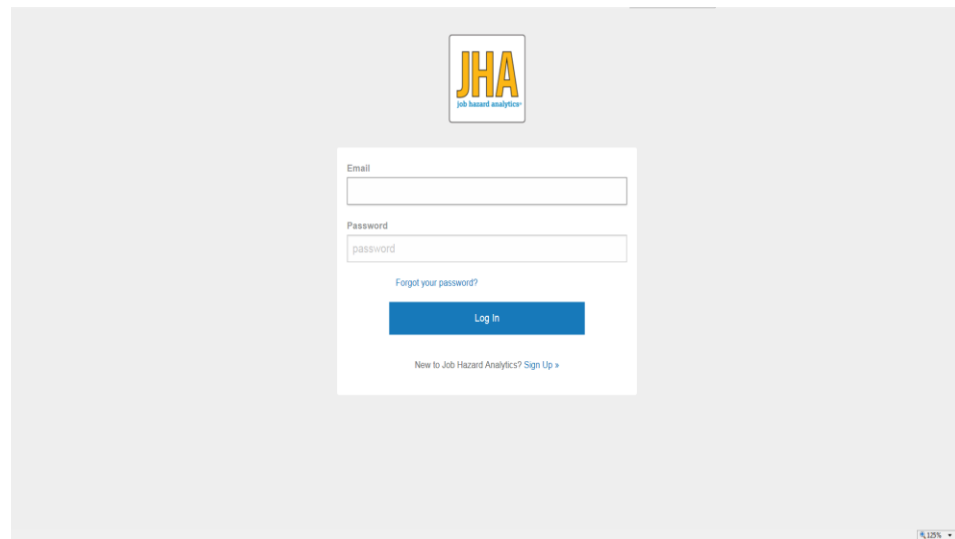 JHA
job hazard analytics
Email
Password
password
Forgot your password?
Log In
New to Job Hazard Analytics? Sign Up »
125%